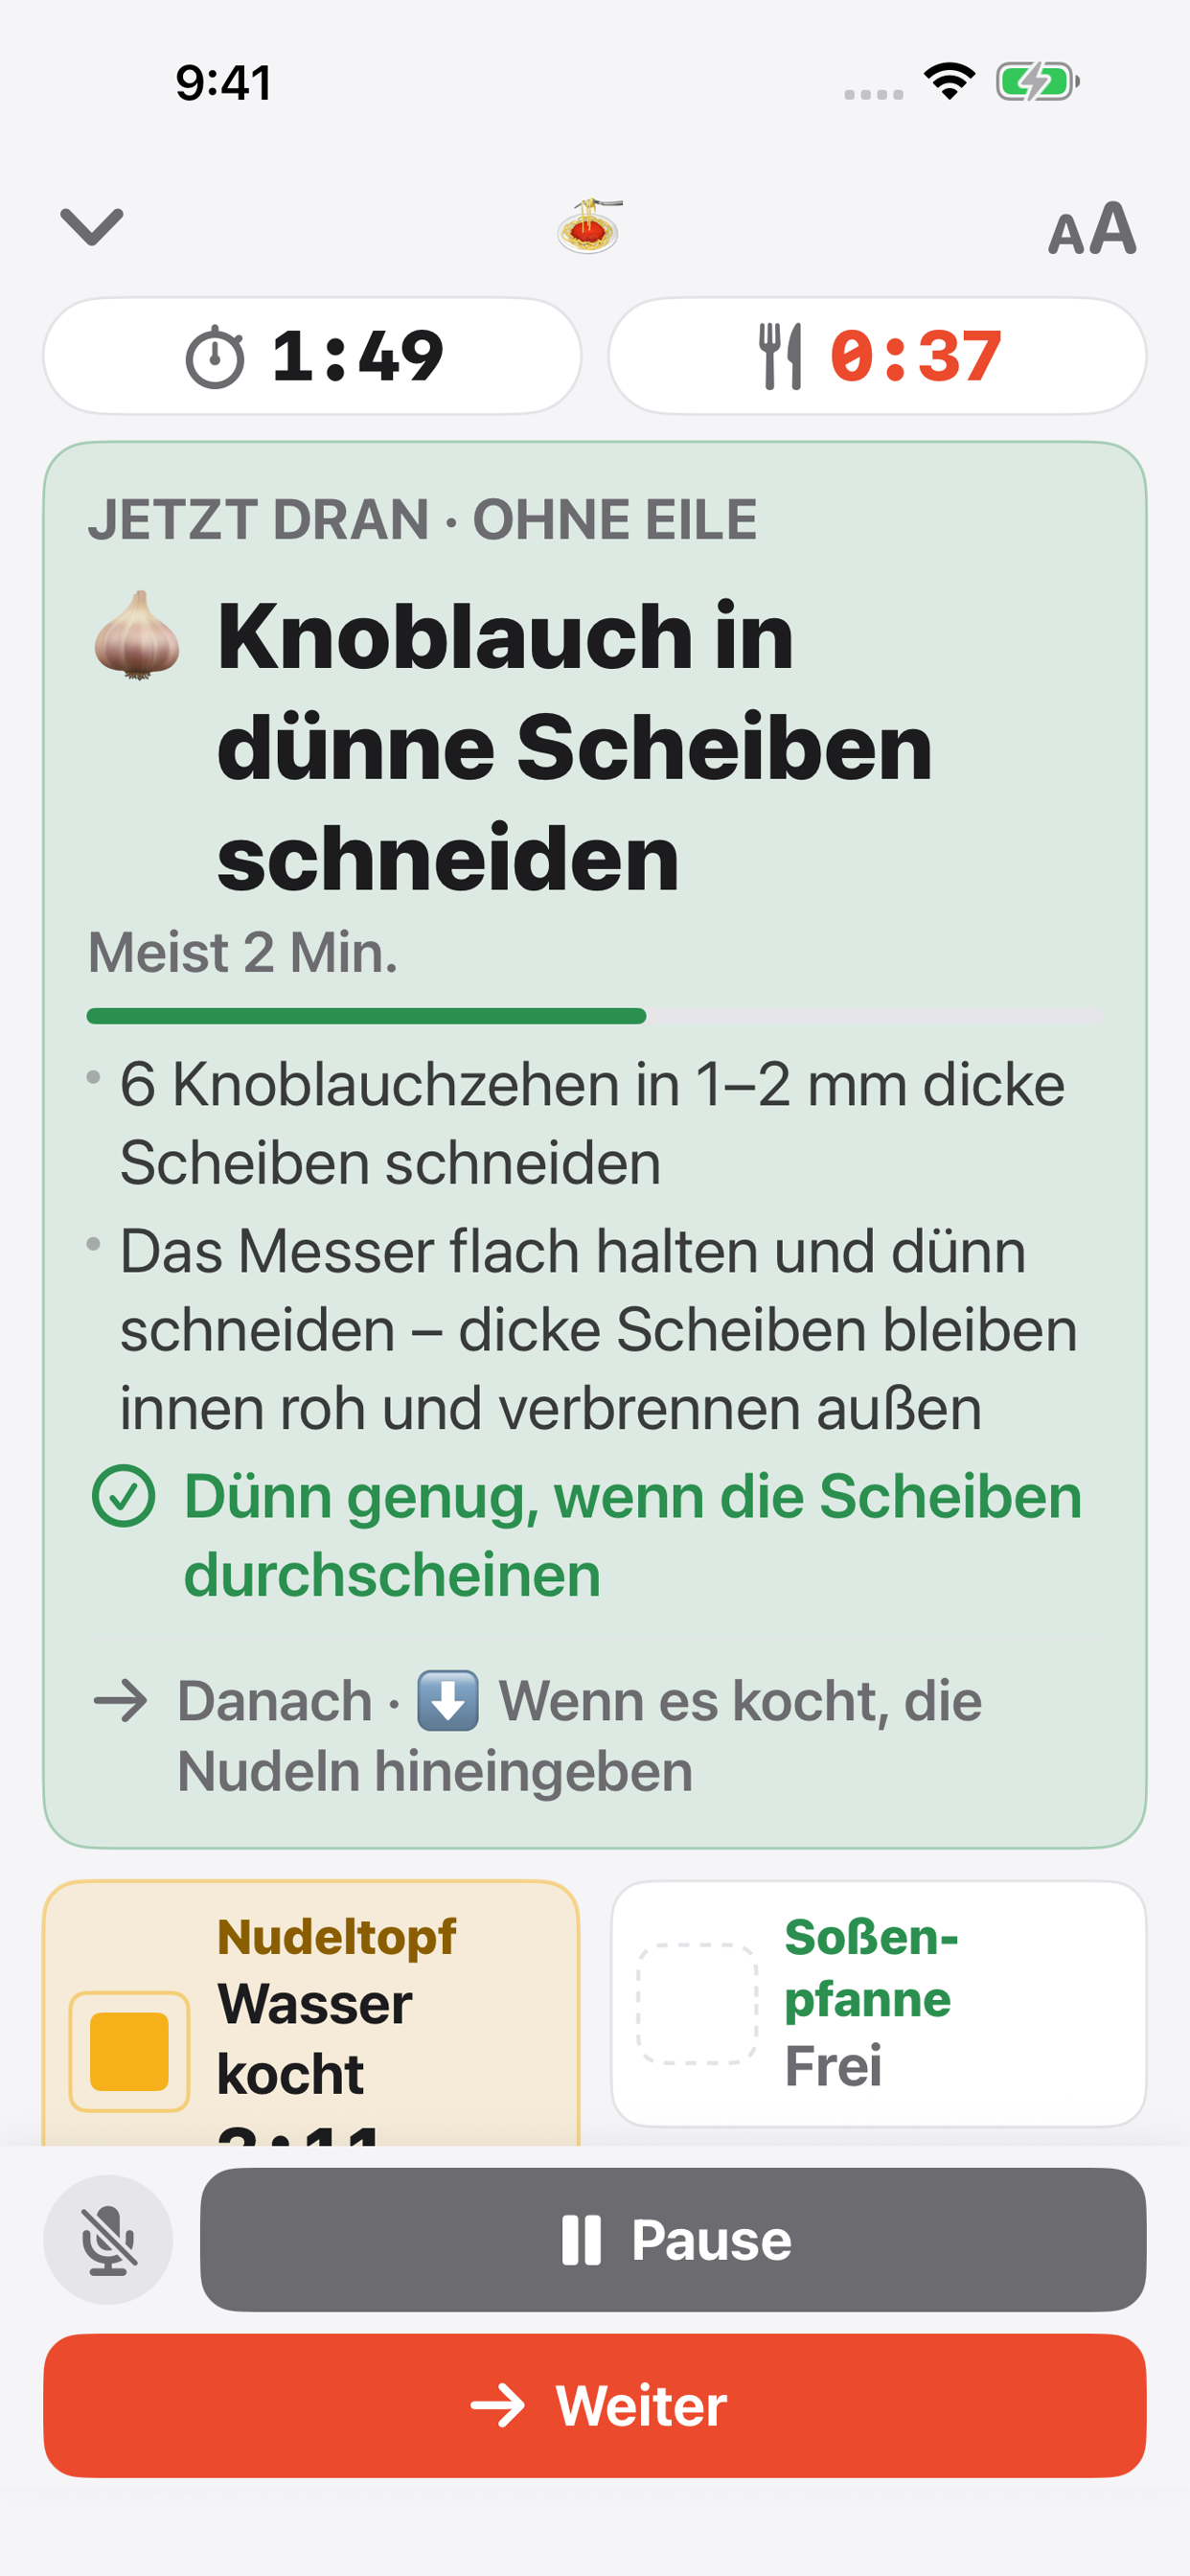 9:41
AA
1:49
0:37
JETZT DRAN · OHNE EILE
Knoblauch in
dünne Scheiben
schneiden
Meist 2 Min.
• 6 Knoblauchzehen in 1–2 mm dicke
Scheiben schneiden
• Das Messer flach halten und dünn
schneiden – dicke Scheiben bleiben
innen roh und verbrennen außen
Dünn genug, wenn die Scheiben
durchscheinen
→ Danach · ⬇️ Wenn es kocht, die
Nudeln hineingeben
Nudeltopf
Wasser
kocht
Soßen-
pfanne
Frei
Pause
→ Weiter